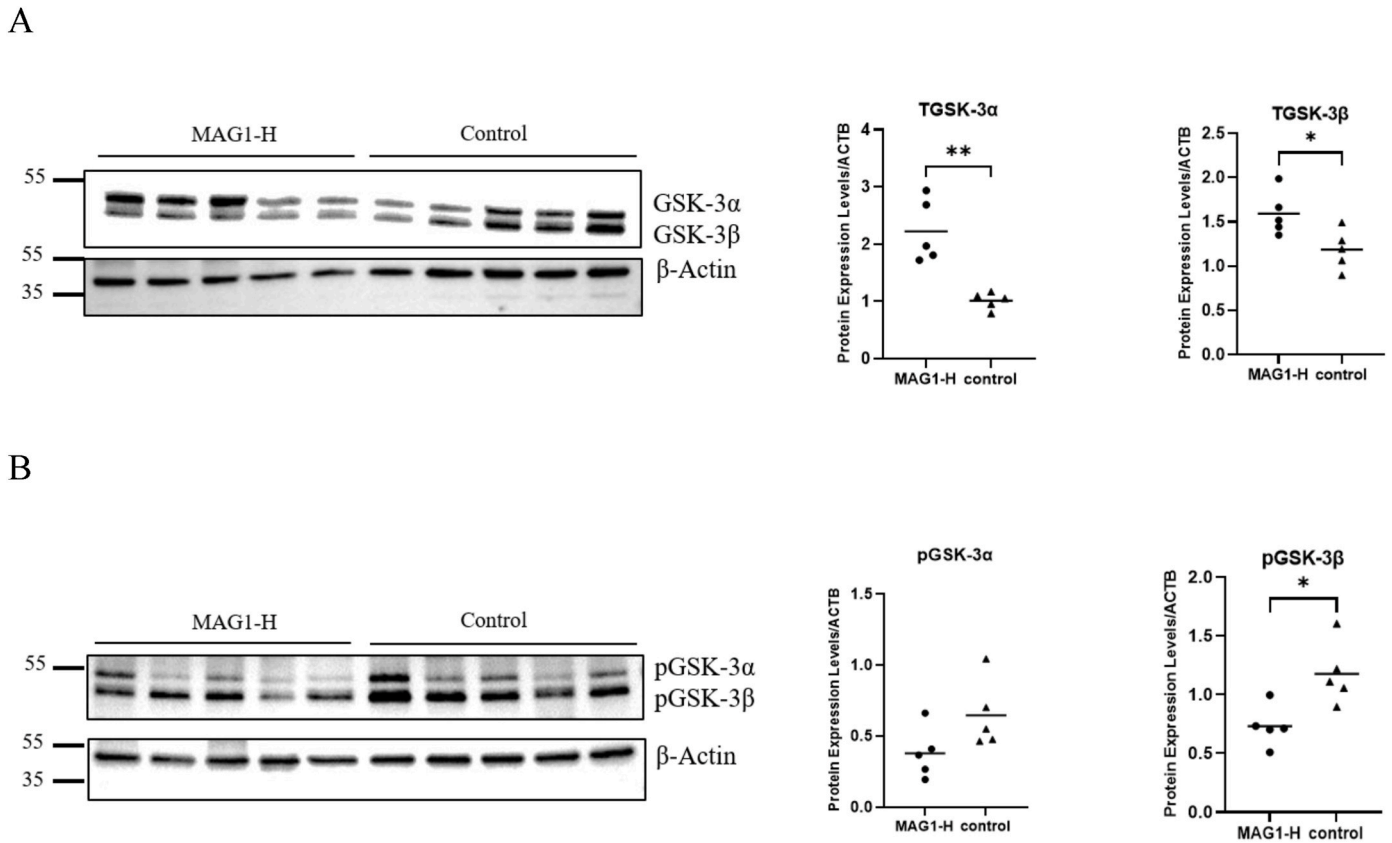 A
MAG1-H Control
55
GSK-3α
GSK-3β
55
β-Actin
35
TGSK-3α
Protein Expression Levels/ACTB
4
3
2
1
0
**
MAG1-H control
TGSK-3β
Protein Expression Levels/ACTB
2.5
2.0
1.5
1.0
0.5
0.0
*
MAG1-H control
B
MAG1-H Control
55
pGSK-3α
pGSK-3β
55
β-Actin
35
pGSK-3α
Protein Expression Levels/ACTB
1.5
1.0
0.5
0.0
MAG1-H control
pGSK-3β
Protein Expression Levels/ACTB
2.0
1.5
1.0
0.5
0.0
*
MAG1-H control